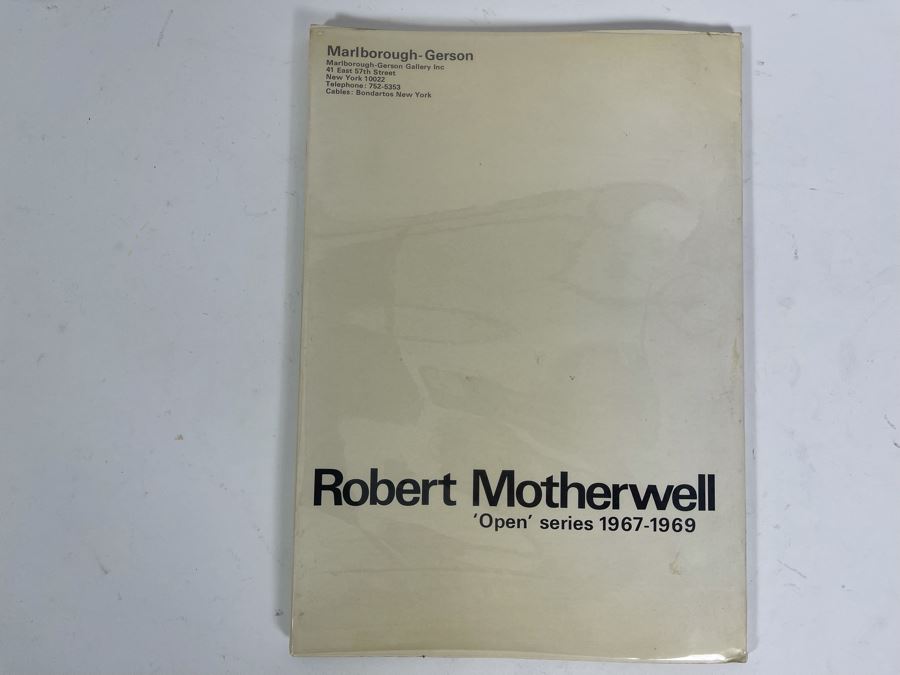 Marlborough-Gerson
Marlborough-Gerson Gallery Inc
41 East 57th Street
New York 10022
Telephone: 752-5353
Cables: Bondartos New York
Robert Motherwell
'Open' series 1967-1969